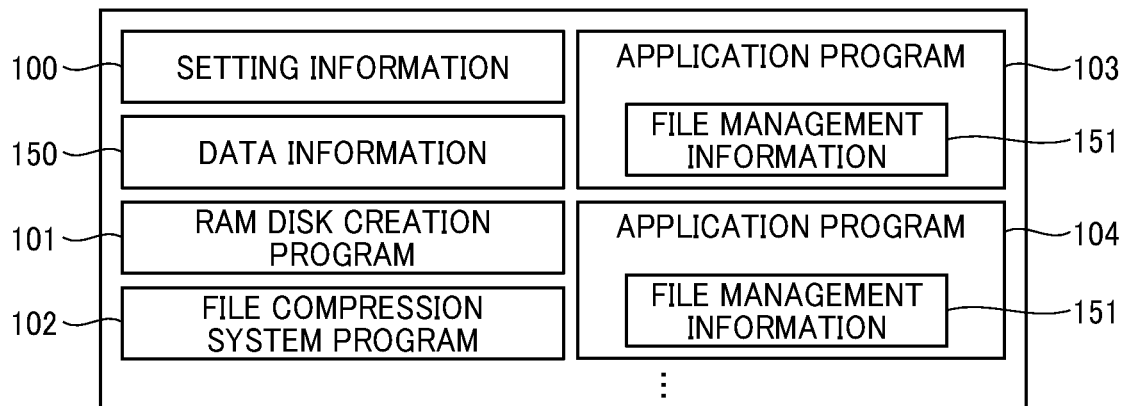 100
SETTING INFORMATION
150
DATA INFORMATION
101
RAM DISK CREATION
PROGRAM
102
FILE COMPRESSION
SYSTEM PROGRAM
APPLICATION PROGRAM
103
FILE MANAGEMENT
INFORMATION
151
APPLICATION PROGRAM
104
FILE MANAGEMENT
INFORMATION
151
⋮